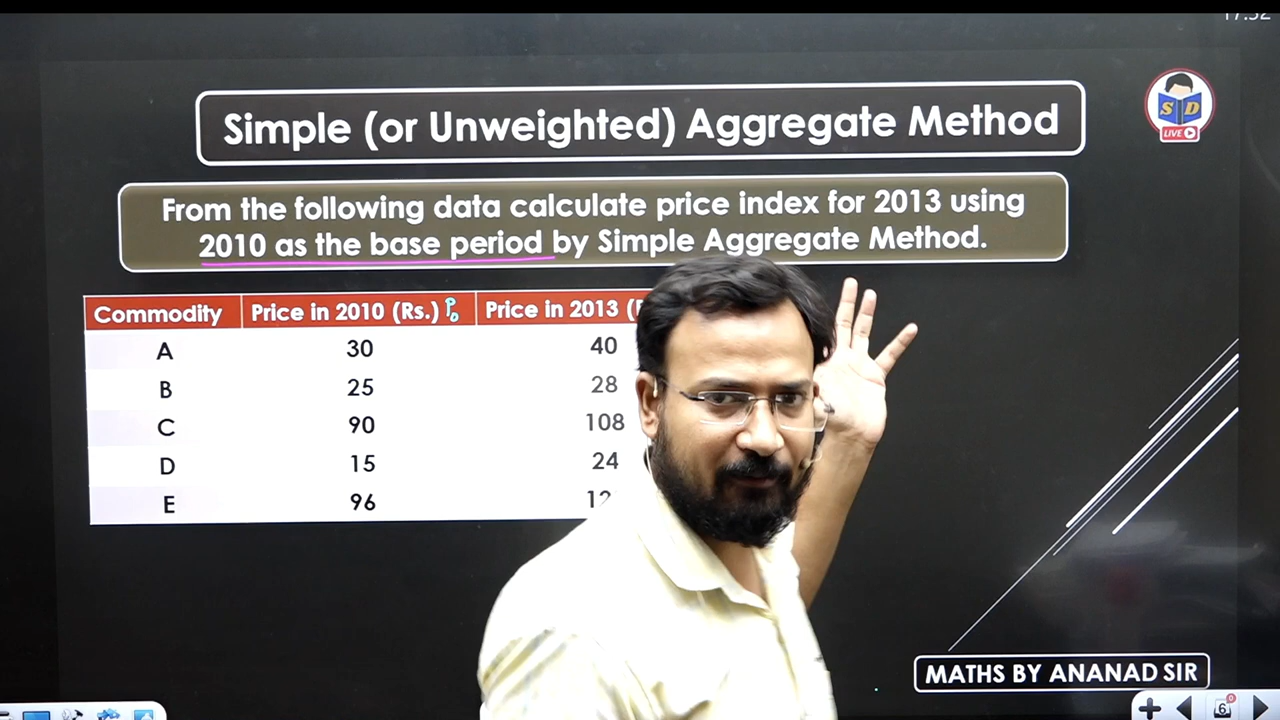 Simple (or Unweighted) Aggregate Method
S D
LIVE
From the following data calculate price index for 2013 using
2010 as the base period by Simple Aggregate Method.
Commodity Price in 2010 (Rs.) P₀ Price in 2013
A 30 40
B 25 28
C 90 108
D 15 24
E 96
MATHS BY ANANAD SIR
6